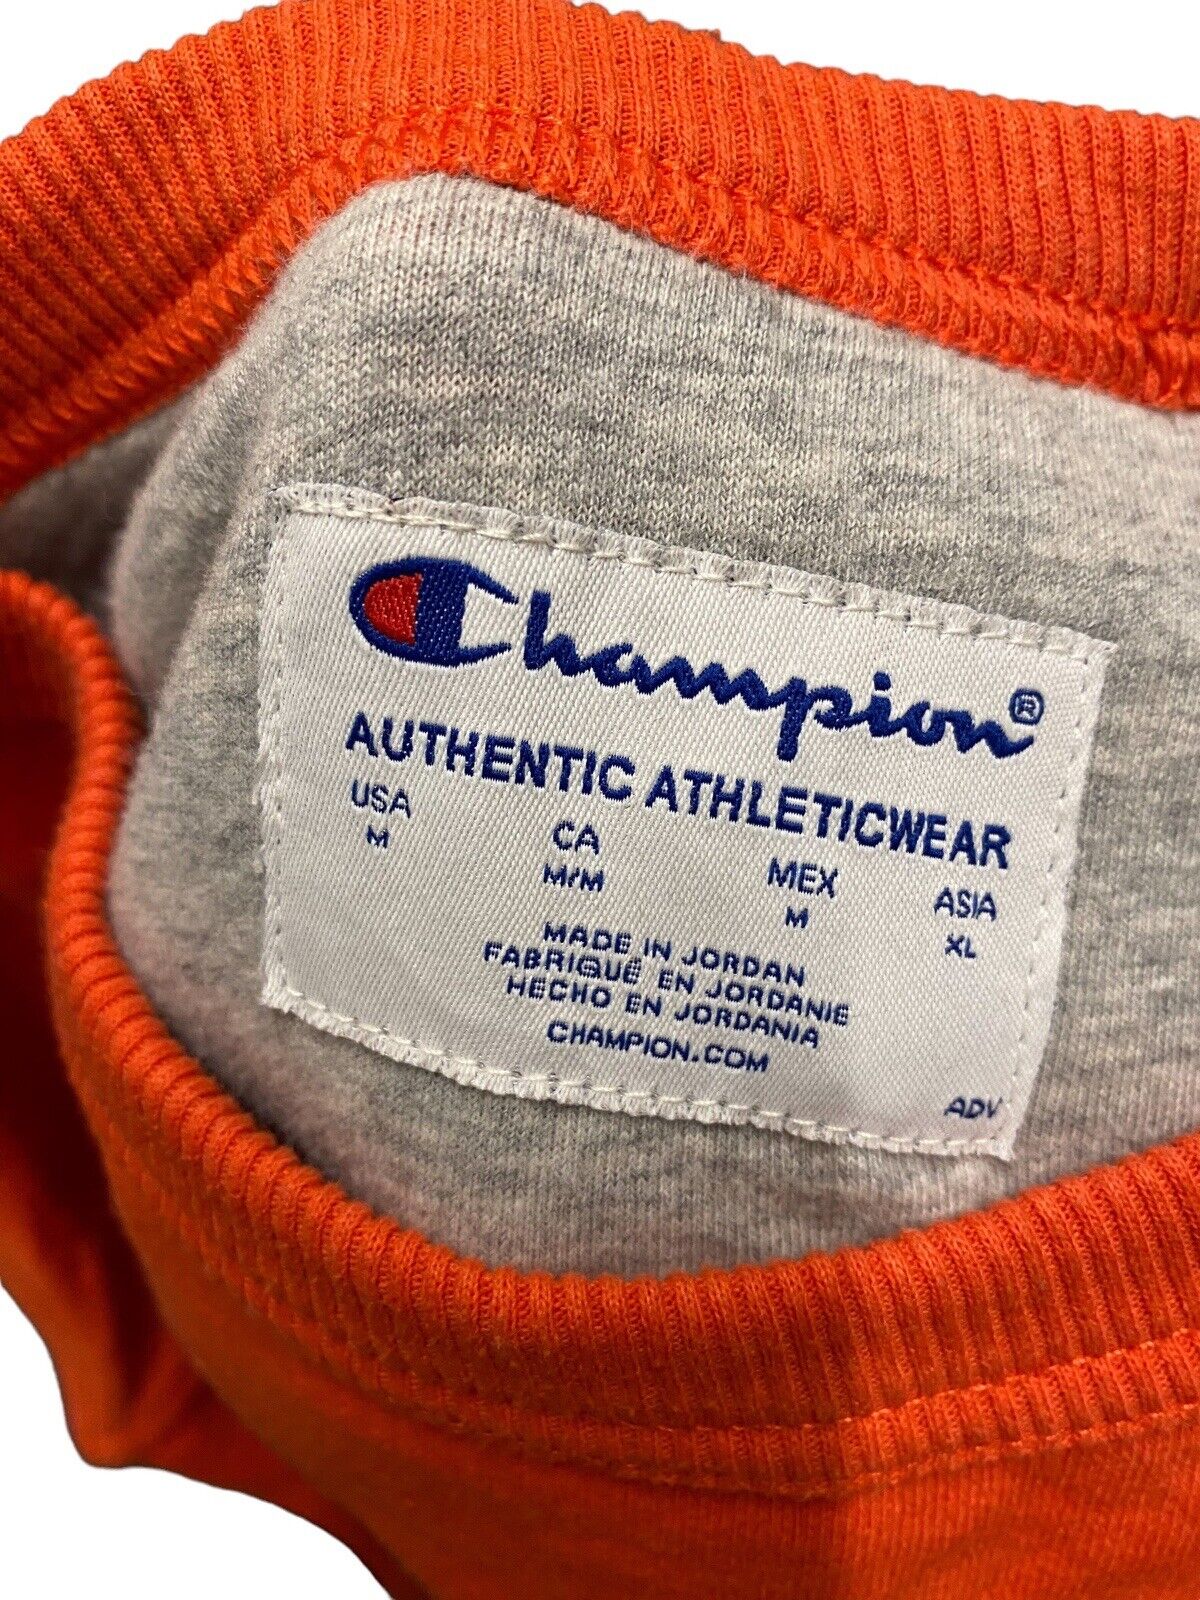 Champion®
AUTHENTIC ATHLETICWEAR
USA CA MEX ASIA
M M/M M XL
MADE IN JORDAN
FABRIQUÉ EN JORDANIE
HECHO EN JORDANIA
CHAMPION.COM
ADV